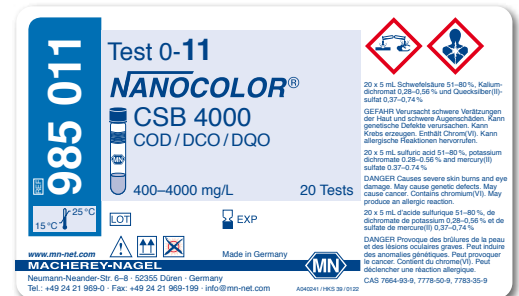 Test 0-11
NANOCOLOR®
CSB 4000
COD / DCO / DQO
400–4000 mg/L 20 Tests
REF 985 011
MN
25 °C
15 °C
LOT
EXP
www.mn-net.com
Made in Germany
MACHEREY-NAGEL
MN
Neumann-Neander-Str. 6–8 · 52355 Düren · Germany
Tel.: +49 24 21 969-0 · Fax: +49 24 21 969-199 · info@mn-net.com
A040241 / HKS 39 / 0122
20 x 5 mL Schwefelsäure 51–80 %, Kalium-
dichromat 0,28–0,56 % und Quecksilber(II)-
sulfat 0,37–0,74 %
GEFAHR Verursacht schwere Verätzungen
der Haut und schwere Augenschäden. Kann
genetische Defekte verursachen. Kann
Krebs erzeugen. Enthält Chrom(VI). Kann
allergische Reaktionen hervorrufen.
20 x 5 mL sulfuric acid 51–80 %, potassium
dichromate 0.28–0.56 % and mercury(II)
sulfate 0.37–0.74 %
DANGER Causes severe skin burns and eye
damage. May cause genetic defects. May
cause cancer. Contains chromium(VI). May
produce an allergic reaction.
20 x 5 mL d'acide sulfurique 51–80 %, de
dichromate de potassium 0,28–0,56 % et de
sulfate de mercure(II) 0,37–0,74 %
DANGER Provoque des brûlures de la peau
et des lésions oculaires graves. Peut induire
des anomalies génétiques. Peut provoquer
le cancer. Contient du chrome(VI). Peut
déclencher une réaction allergique.
CAS 7664-93-9, 7778-50-9, 7783-35-9